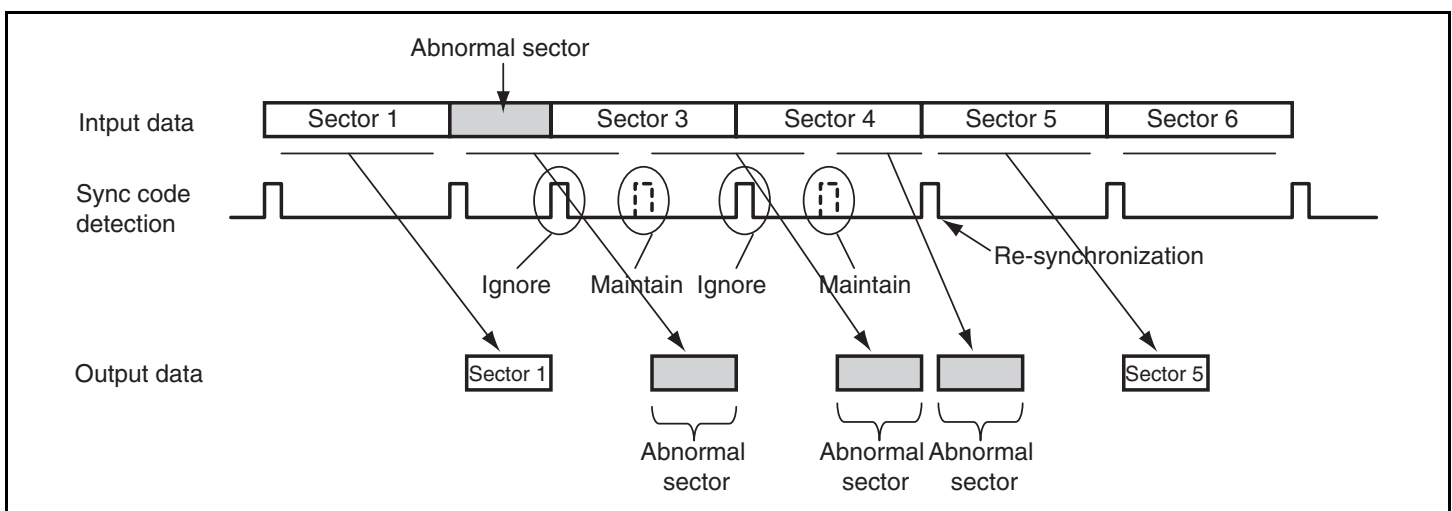 Abnormal sector
Intput data
Sector 1
Sector 3
Sector 4
Sector 5
Sector 6
Sync code
detection
Re-synchronization
Ignore
Maintain
Ignore
Maintain
Output data
Sector 1
Sector 5
Abnormal
sector
Abnormal
sector
Abnormal
sector